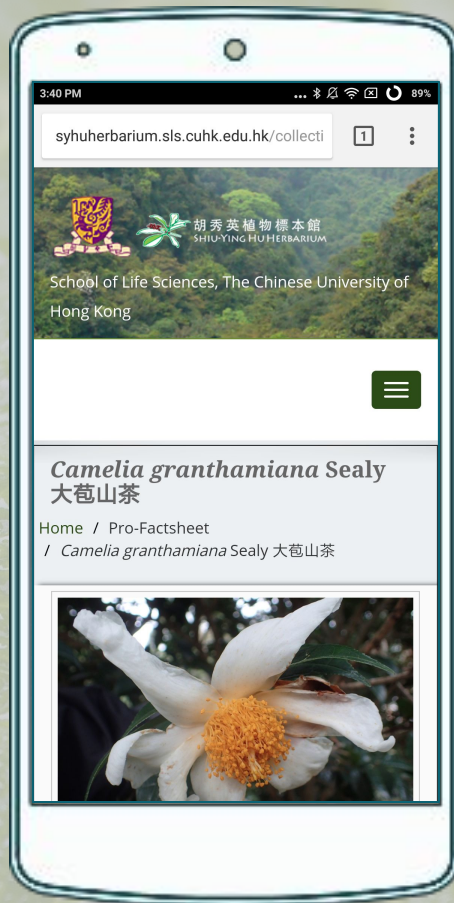 3:40 PM ... 89%
syhuherbarium.sls.cuhk.edu.hk/collecti 1
胡秀英植物標本館
SHIU-YING HU HERBARIUM
School of Life Sciences, The Chinese University of
Hong Kong
Camelia granthamiana Sealy
大苞山茶
Home / Pro-Factsheet
/ Camelia granthamiana Sealy 大苞山茶